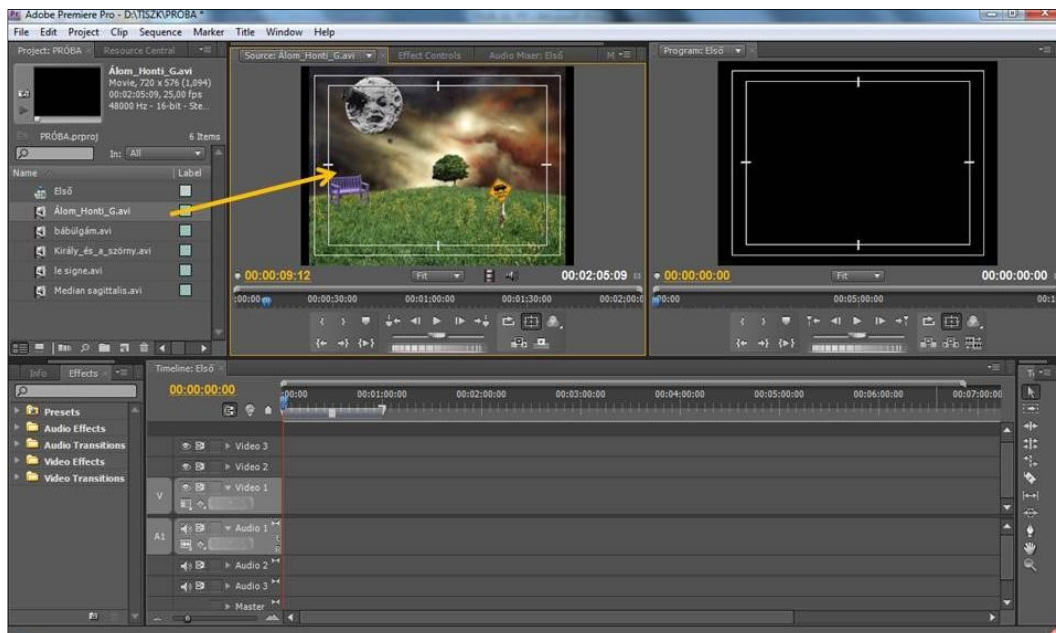 Adobe Premiere Pro - D:\TISZK\PRÓBA *
File Edit Project Clip Sequence Marker Title Window Help
Project: PRÓBA × Resource Central
Álom_Honti_G.avi
Movie, 720 x 576 (1,094)
00:02:05:09, 25,00 fps
48000 Hz - 16-bit - Ste...
PRÓBA.prproj 6 Items
In: All
Name Label
Első
Álom_Honti_G.avi
bábúlgám.avi
Király_és_a_szörny.avi
le signe.avi
Median sagittalis.avi
Source: Álom_Honti_G.avi Effect Controls Audio Mixer: Első M
00:00:09:12 Fit 00:02:05:09
:00:00 00:00:30:00 00:01:00:00 00:01:30:00 00:02:00:0
Program: Első
00:00:00:00 Fit 00:00:00:00
00:00 00:05:00:00 00:1
Info Effects ×
Presets
Audio Effects
Audio Transitions
Video Effects
Video Transitions
Timeline: Első ×
00:00:00:00
:00:00 00:01:00:00 00:02:00:00 00:03:00:00 00:04:00:00 00:05:00:00 00:06:00:00 00:07:00:00
Video 3
Video 2
V Video 1
A1 Audio 1
Audio 2
Audio 3
Master